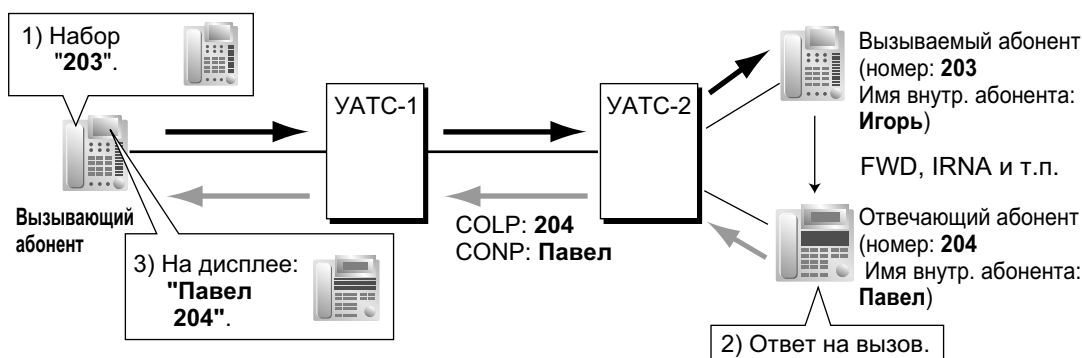 1) Набор
"203".
УАТС-1
УАТС-2
Вызываемый абонент
(номер: 203
Имя внутр. абонента:
Игорь)
FWD, IRNA и т.п.
Вызывающий
абонент
COLP: 204
CONP: Павел
Отвечающий абонент
(номер: 204
Имя внутр. абонента:
Павел)
3) На дисплее:
"Павел
204".
2) Ответ на вызов.